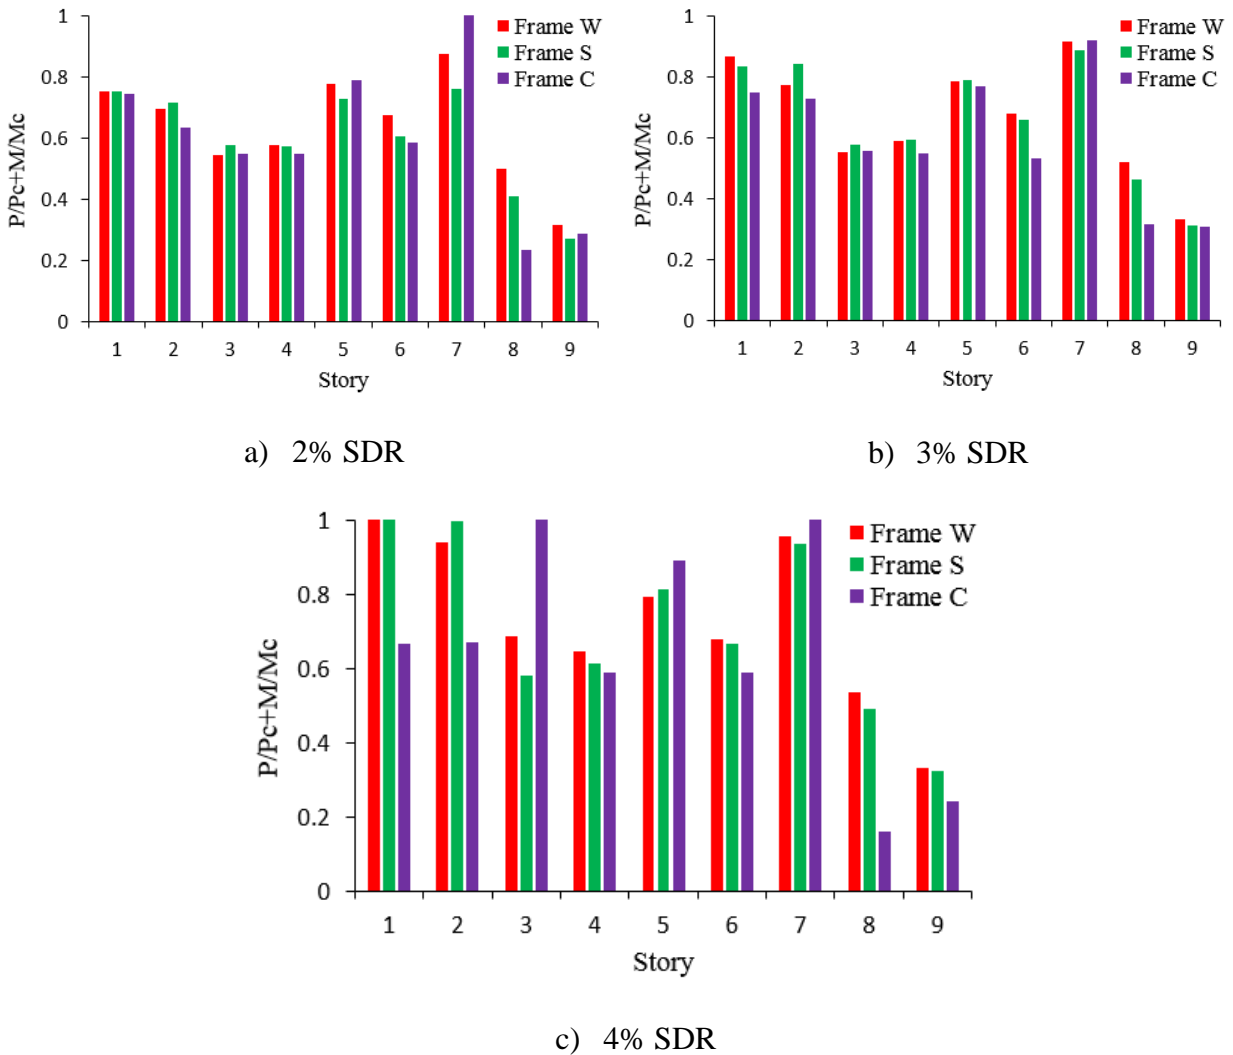 1
0.8
0.6
0.4
0.2
0
P/Pc+M/Mc
Frame W
Frame S
Frame C
1 2 3 4 5 6 7 8 9
Story
a) 2% SDR
1
0.8
0.6
0.4
0.2
0
P/Pc+M/Mc
Frame W
Frame S
Frame C
1 2 3 4 5 6 7 8 9
Story
b) 3% SDR
1
0.8
0.6
0.4
0.2
0
P/Pc+M/Mc
Frame W
Frame S
Frame C
1 2 3 4 5 6 7 8 9
Story
c) 4% SDR